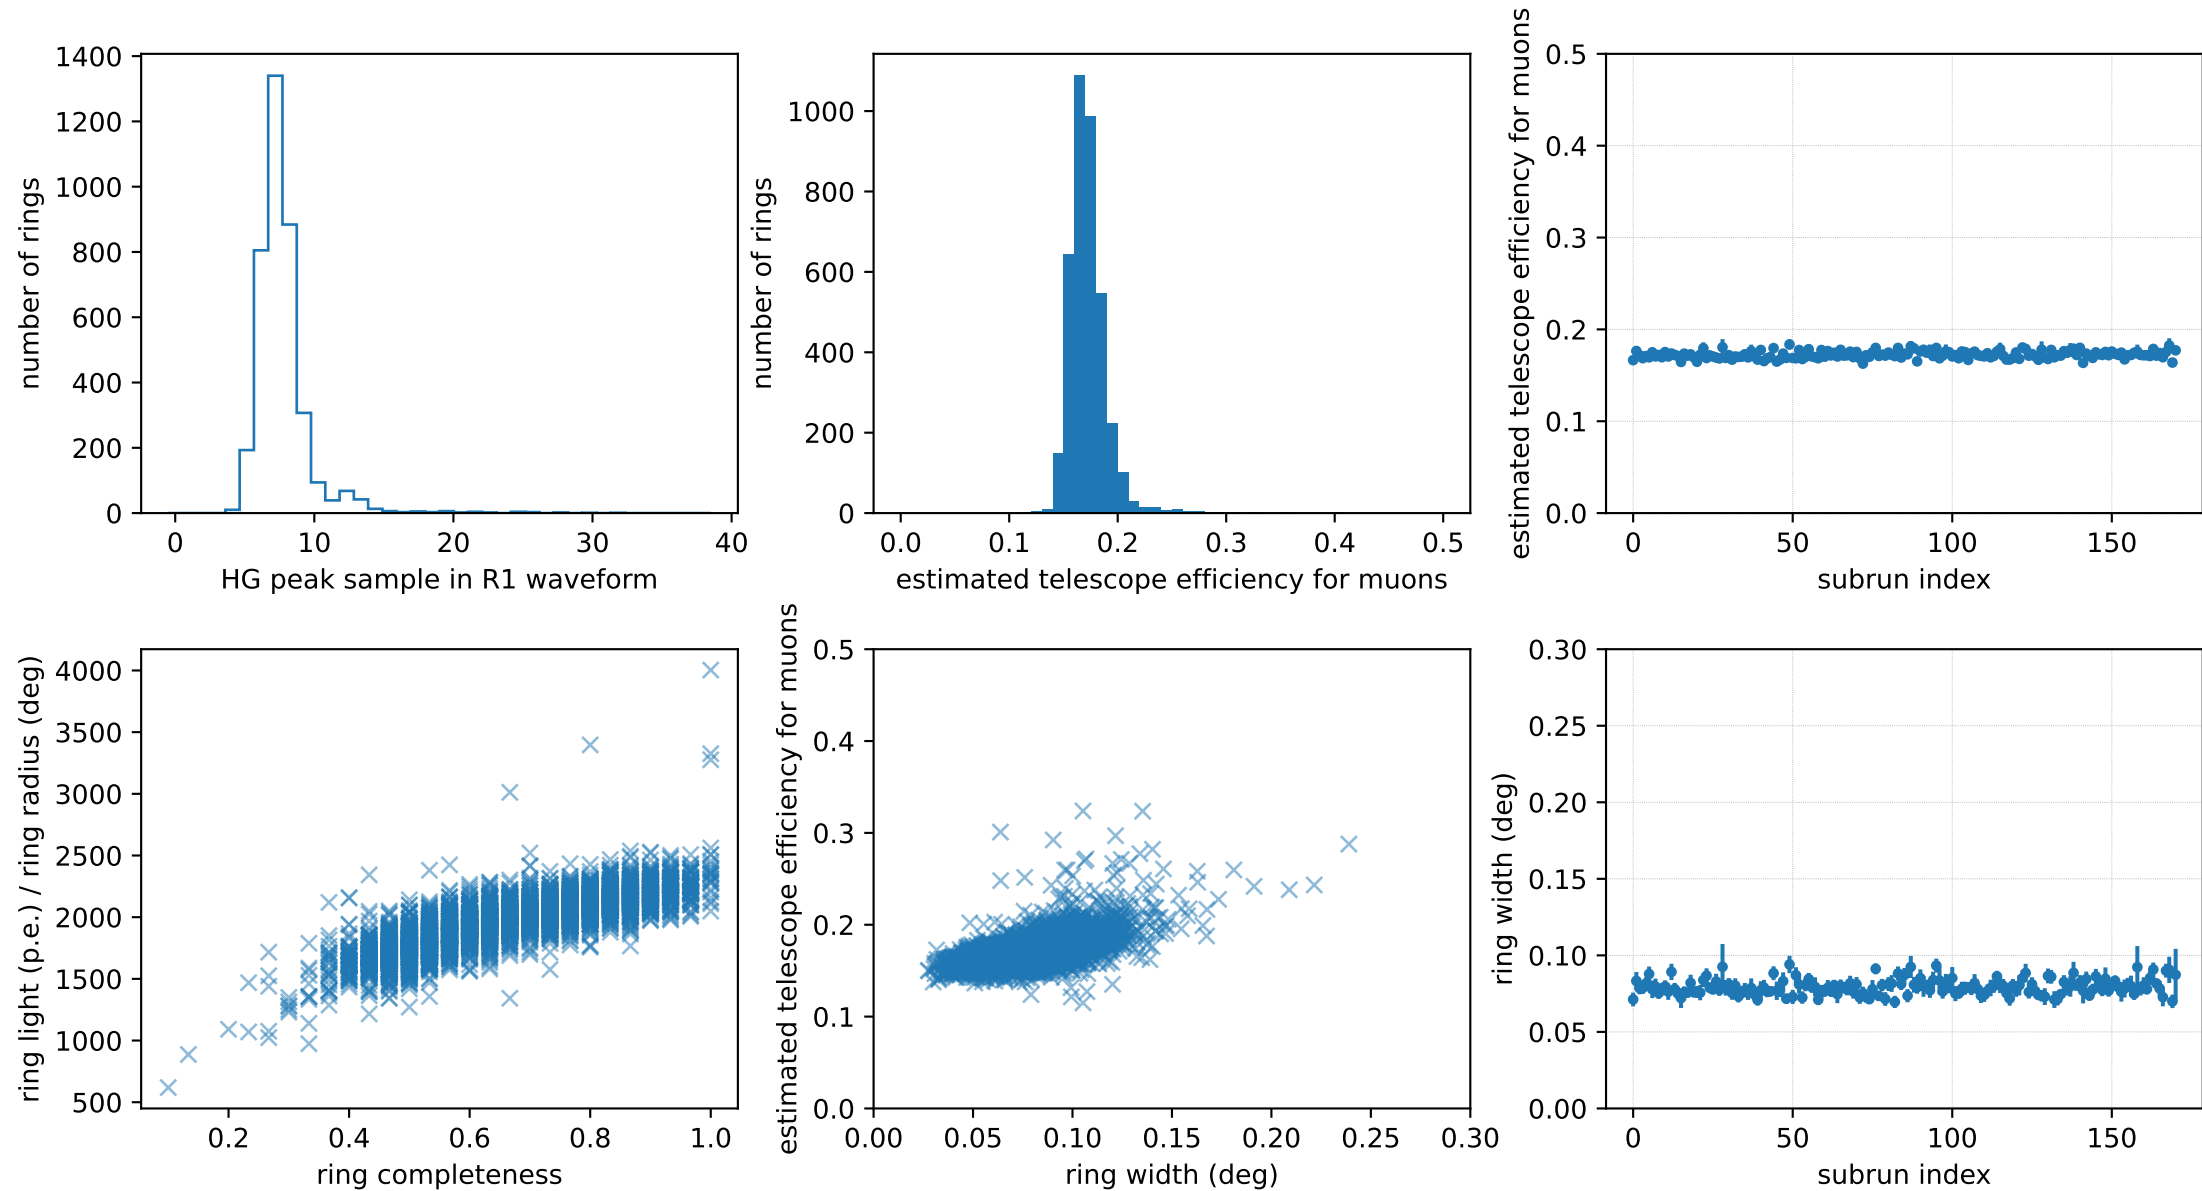 number of rings
1400
1200
1000
800
600
400
200
0
0 10 20 30 40
HG peak sample in R1 waveform
number of rings
1000
800
600
400
200
0
0.0 0.1 0.2 0.3 0.4 0.5
estimated telescope efficiency for muons
estimated telescope efficiency for muons
0.5
0.4
0.3
0.2
0.1
0.0
0 50 100 150
subrun index
ring light (p.e.) / ring radius (deg)
4000
3500
3000
2500
2000
1500
1000
500
0.2 0.4 0.6 0.8 1.0
ring completeness
estimated telescope efficiency for muons
0.5
0.4
0.3
0.2
0.1
0.0
0.00 0.05 0.10 0.15 0.20 0.25 0.30
ring width (deg)
ring width (deg)
0.30
0.25
0.20
0.15
0.10
0.05
0.00
0 50 100 150
subrun index